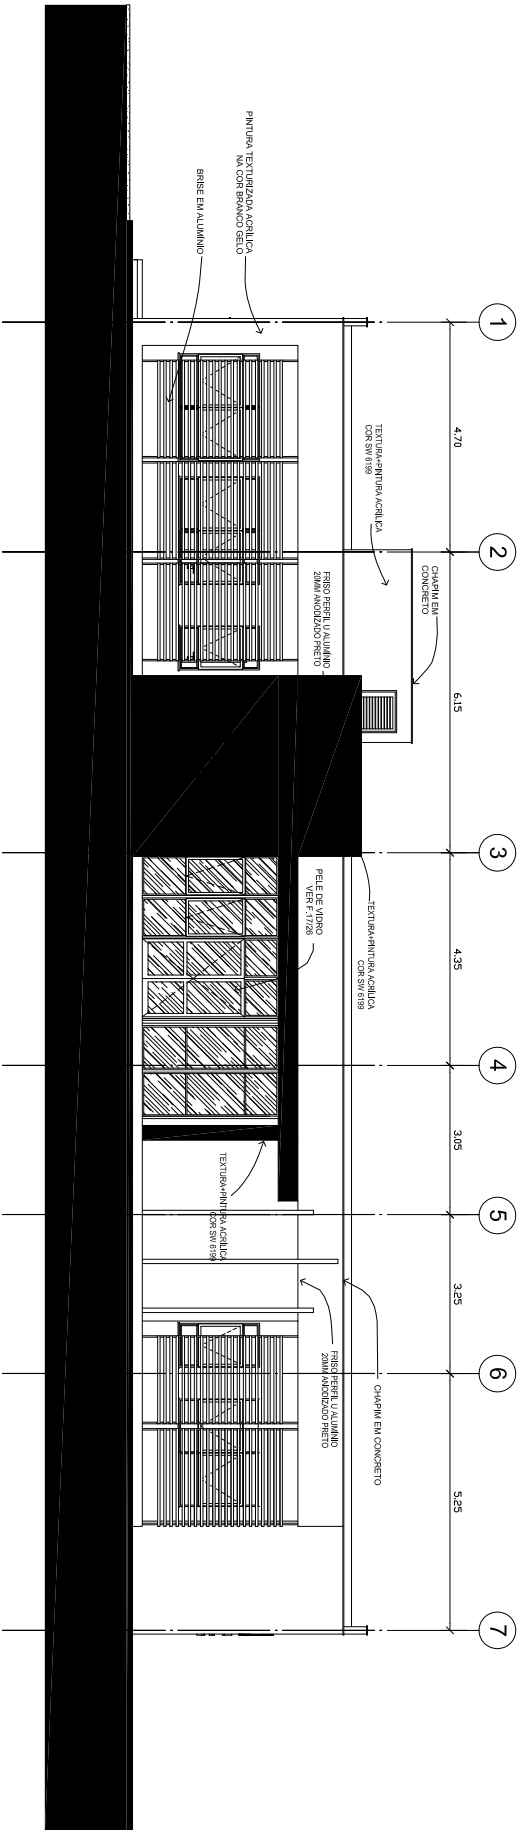 1
2
3
4
5
6
7
4.70
6.15
4.35
3.05
3.25
5.25
PINTURA TEXTURIZADA ACRÍLICA
NA COR BRANCO GELO
BRISE EM ALUMÍNIO
TEXTURA+PINTURA ACRÍLICA
COR SW 6199
CHAPIM EM
CONCRETO
FRISO PERFIL U ALUMÍNIO
20MM ANODIZADO PRETO
PELE DE VIDRO
VER F.17/26
TEXTURA+PINTURA ACRÍLICA
COR SW 6199
TEXTURA+PINTURA ACRÍLICA
COR SW 6199
FRISO PERFIL U ALUMÍNIO
20MM ANODIZADO PRETO
CHAPIM EM CONCRETO